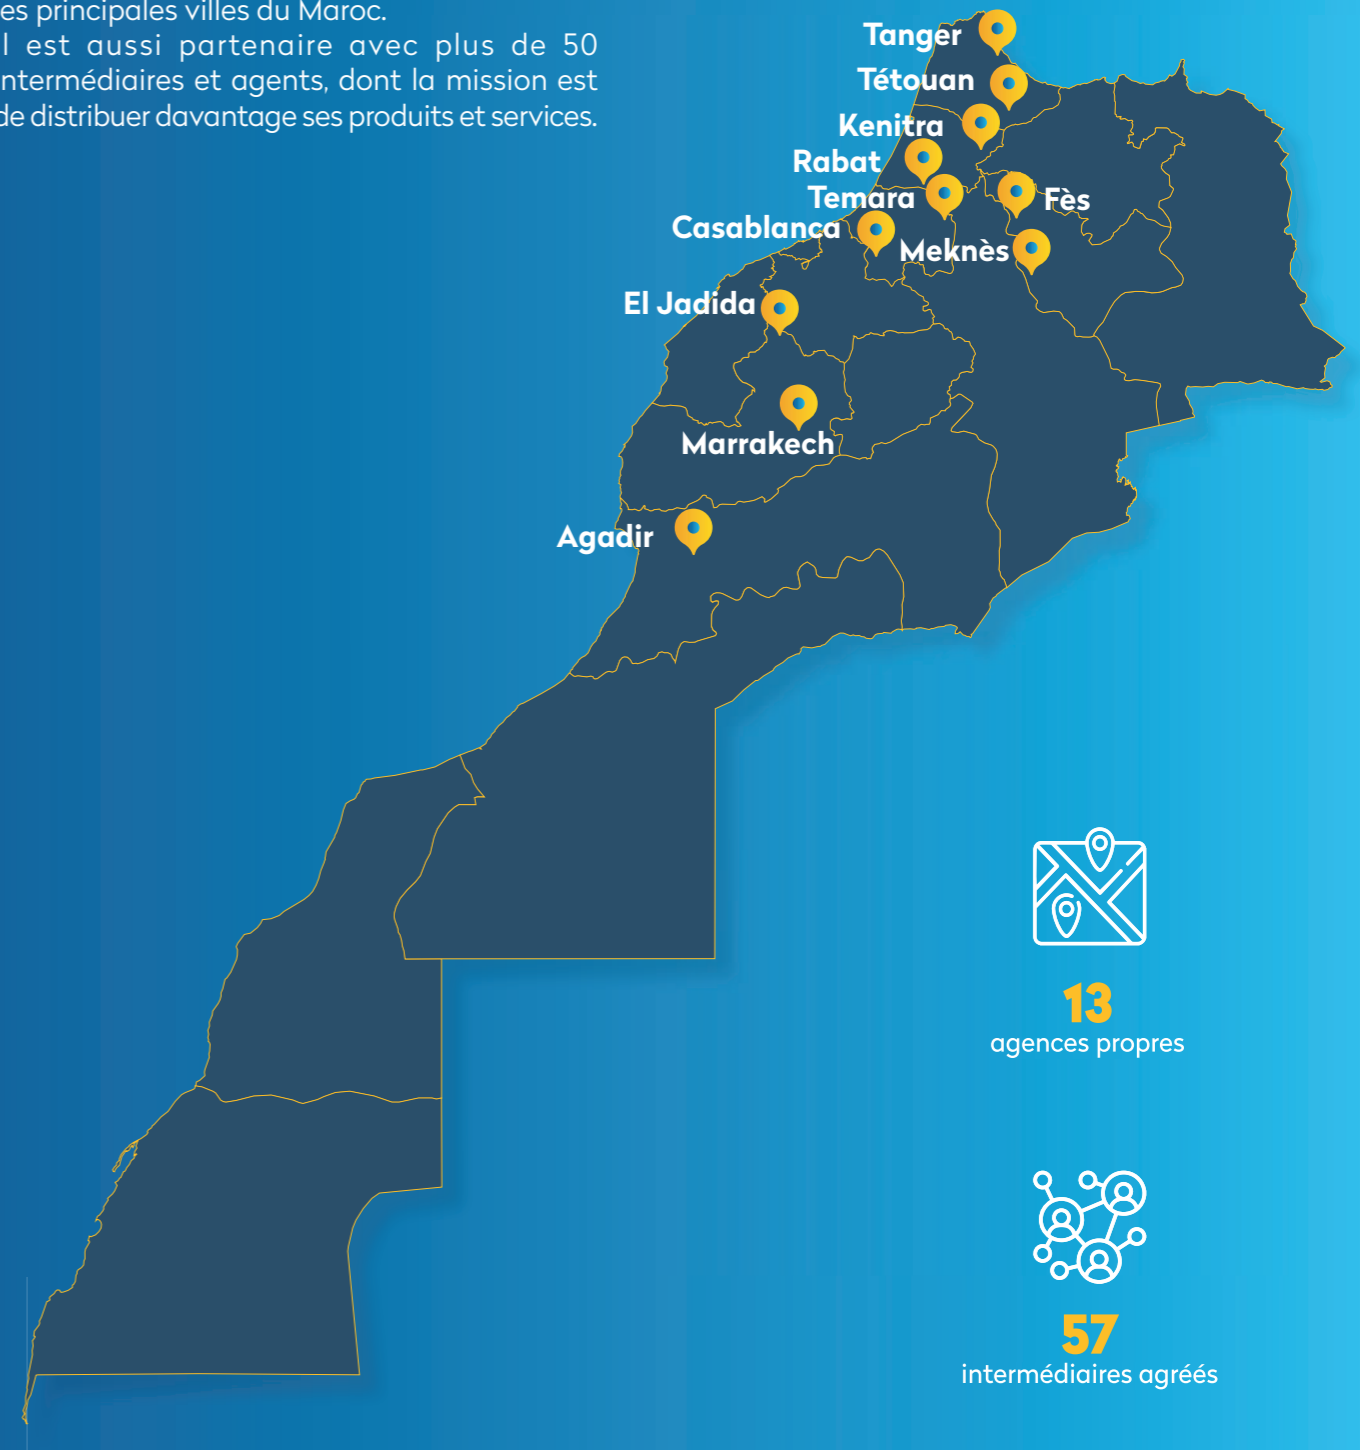 es principales villes du Maroc.
l est aussi partenaire avec plus de 50
ntermédiaires et agents, dont la mission est
de distribuer davantage ses produits et services.
Tanger
Tétouan
Kenitra
Rabat
Temara
Fès
Casablanca
Meknès
El Jadida
Marrakech
Agadir
13
agences propres
57
intermédiaires agréés